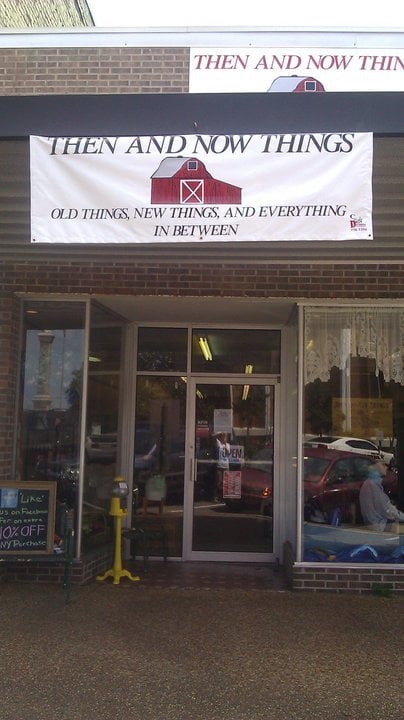 THEN AND NOW THIN
THEN AND NOW THINGS
OLD THINGS, NEW THINGS, AND EVERYTHING
IN BETWEEN
OPEN
Like'
us on Facebook
For an extra
10% OFF
ANY Purchase